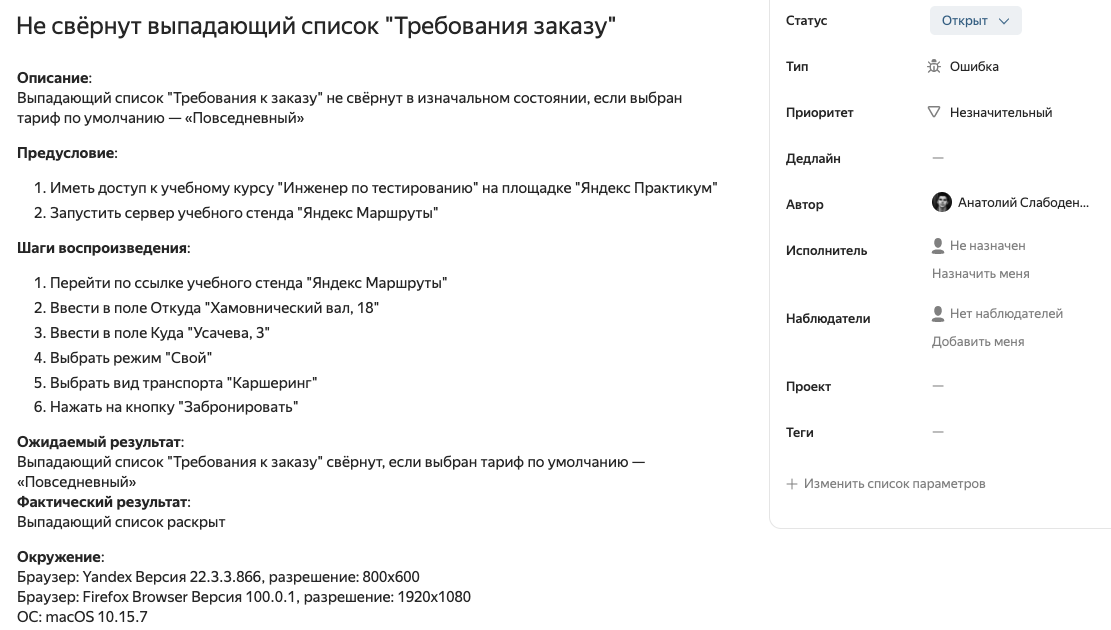 Не свёрнут выпадающий список "Требования заказу"
Описание:
Выпадающий список "Требования к заказу" не свёрнут в изначальном состоянии, если выбран
тариф по умолчанию — «Повседневный»
Предусловие:
1. Иметь доступ к учебному курсу "Инженер по тестированию" на площадке "Яндекс Практикум"
2. Запустить сервер учебного стенда "Яндекс Маршруты"
Шаги воспроизведения:
1. Перейти по ссылке учебного стенда "Яндекс Маршруты"
2. Ввести в поле Откуда "Хамовнический вал, 18"
3. Ввести в поле Куда "Усачева, 3"
4. Выбрать режим "Свой"
5. Выбрать вид транспорта "Каршеринг"
6. Нажать на кнопку "Забронировать"
Ожидаемый результат:
Выпадающий список "Требования к заказу" свёрнут, если выбран тариф по умолчанию —
«Повседневный»
Фактический результат:
Выпадающий список раскрыт
Окружение:
Браузер: Yandex Версия 22.3.3.866, разрешение: 800x600
Браузер: Firefox Browser Версия 100.0.1, разрешение: 1920x1080
ОС: macOS 10.15.7
Статус Открыт
Тип Ошибка
Приоритет Незначительный
Дедлайн —
Автор Анатолий Слабоден...
Исполнитель Не назначен
Назначить меня
Наблюдатели Нет наблюдателей
Добавить меня
Проект —
Теги —
+ Изменить список параметров